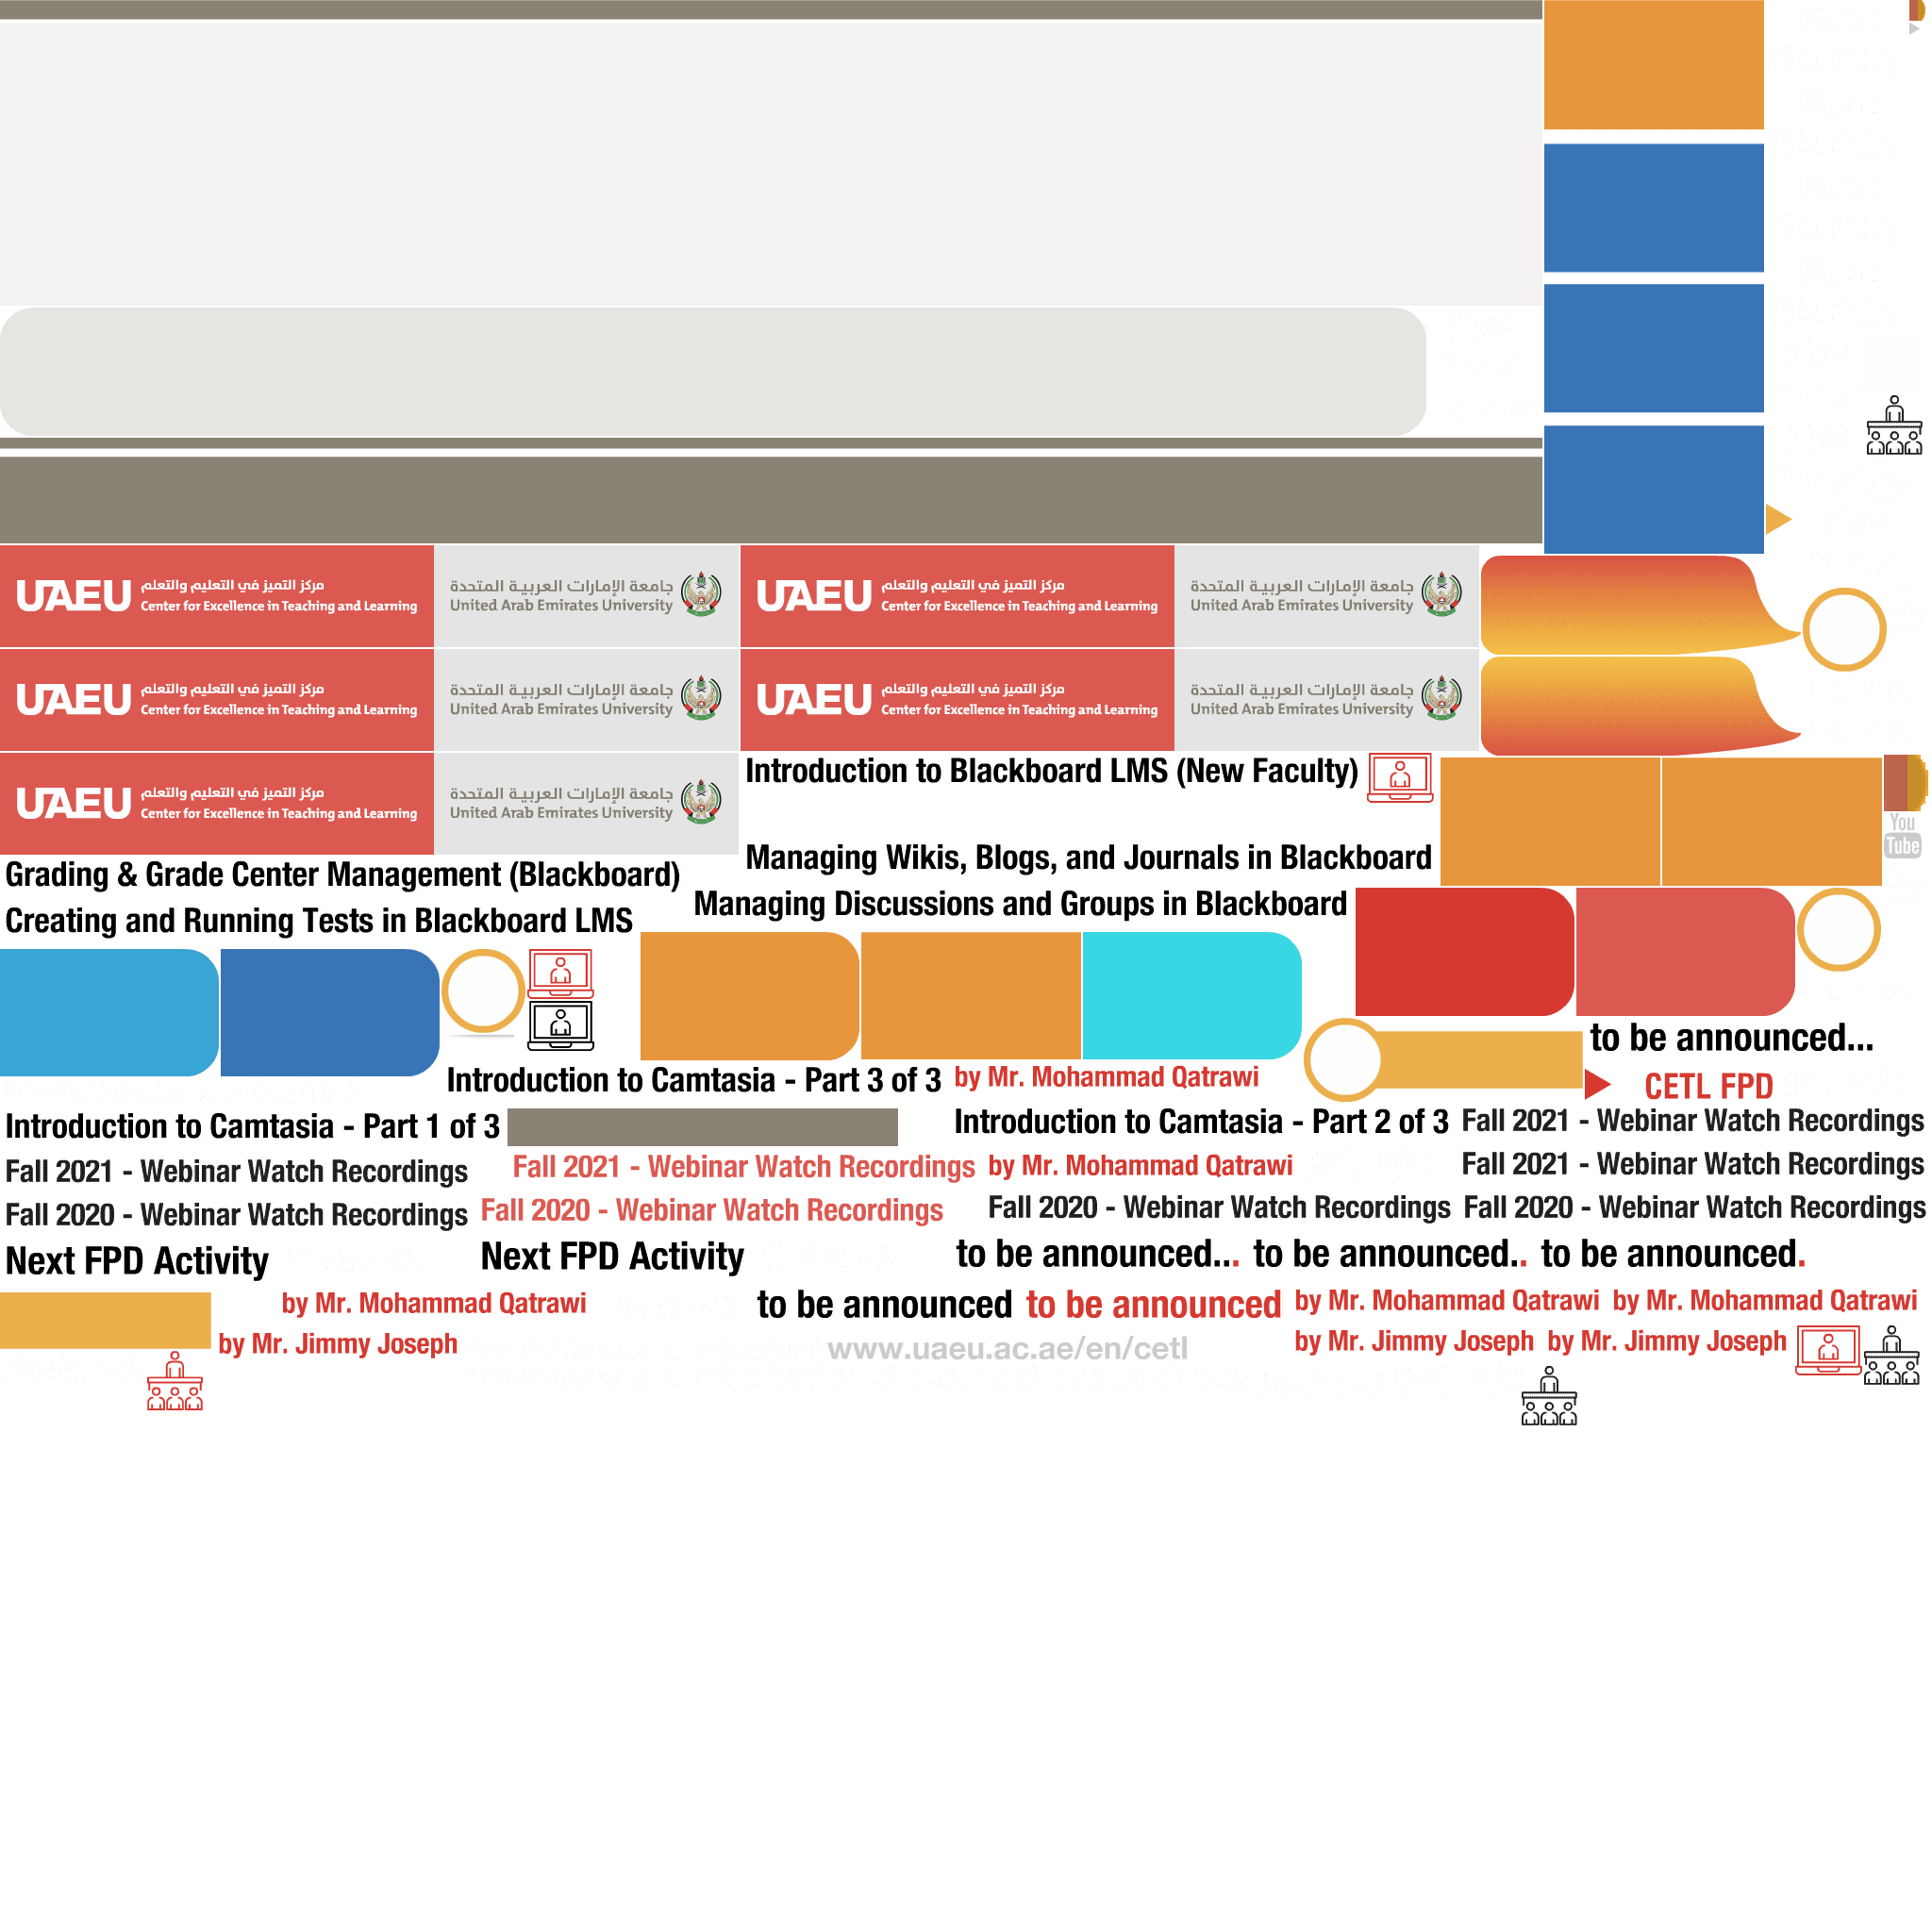 UAEU مركز التميز في التعليم والتعلم
Center for Excellence in Teaching and Learning
جامعة الإمارات العربية المتحدة
United Arab Emirates University
UAEU مركز التميز في التعليم والتعلم
Center for Excellence in Teaching and Learning
جامعة الإمارات العربية المتحدة
United Arab Emirates University
UAEU مركز التميز في التعليم والتعلم
Center for Excellence in Teaching and Learning
جامعة الإمارات العربية المتحدة
United Arab Emirates University
UAEU مركز التميز في التعليم والتعلم
Center for Excellence in Teaching and Learning
جامعة الإمارات العربية المتحدة
United Arab Emirates University
UAEU مركز التميز في التعليم والتعلم
Center for Excellence in Teaching and Learning
جامعة الإمارات العربية المتحدة
United Arab Emirates University
Introduction to Blackboard LMS (New Faculty)
You
Tube
Managing Wikis, Blogs, and Journals in Blackboard
Grading & Grade Center Management (Blackboard)
Managing Discussions and Groups in Blackboard
Creating and Running Tests in Blackboard LMS
to be announced...
Introduction to Camtasia - Part 3 of 3
by Mr. Mohammad Qatrawi
CETL FPD
Introduction to Camtasia - Part 1 of 3
Introduction to Camtasia - Part 2 of 3
Fall 2021 - Webinar Watch Recordings
Fall 2021 - Webinar Watch Recordings
Fall 2021 - Webinar Watch Recordings
by Mr. Mohammad Qatrawi
Fall 2021 - Webinar Watch Recordings
Fall 2020 - Webinar Watch Recordings
Fall 2020 - Webinar Watch Recordings
Fall 2020 - Webinar Watch Recordings
Fall 2020 - Webinar Watch Recordings
Next FPD Activity
Next FPD Activity
to be announced...
to be announced..
to be announced.
by Mr. Mohammad Qatrawi
to be announced
to be announced
by Mr. Mohammad Qatrawi
by Mr. Mohammad Qatrawi
by Mr. Jimmy Joseph
www.uaeu.ac.ae/en/cetl
by Mr. Jimmy Joseph
by Mr. Jimmy Joseph